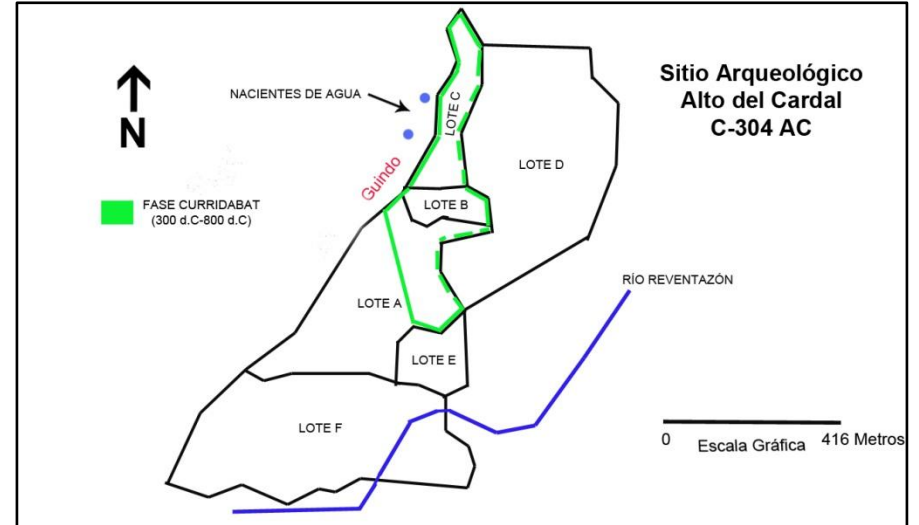 Sitio Arqueológico
Alto del Cardal
C-304 AC
NACIENTES DE AGUA
N
LOTE C
Guindo
LOTE D
FASE CURRIDABAT
(300 d.C-800 d.C)
LOTE B
RÍO REVENTAZÓN
LOTE A
LOTE E
LOTE F
0
416 Metros
Escala Gráfica